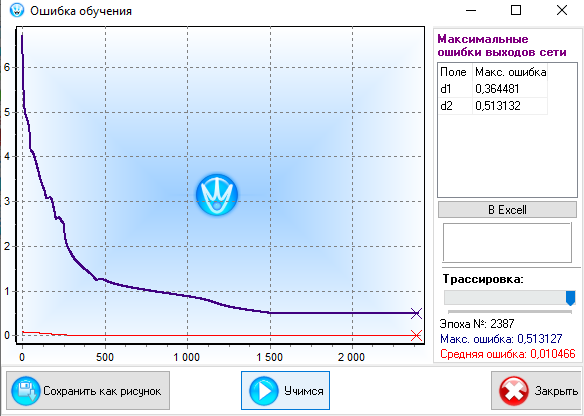 Ошибка обучения
6
5
4
3
2
1
0
0
500
1 000
1 500
2 000
Максимальные
ошибки выходов сети
Поле Макс. ошибка
d1 0,364481
d2 0,513132
В Excell
Трассировка:
Эпоха №: 2387
Макс. ошибка: 0,513127
Средняя ошибка: 0,010466
Сохранить как рисунок
Учимся
Закрыть